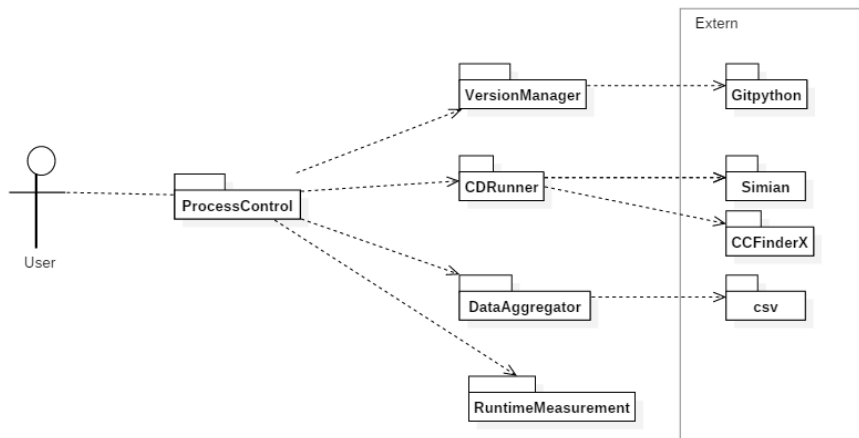 Extern
VersionManager
Gitpython
CDRunner
Simian
ProcessControl
CCFinderX
User
DataAggregator
csv
RuntimeMeasurement